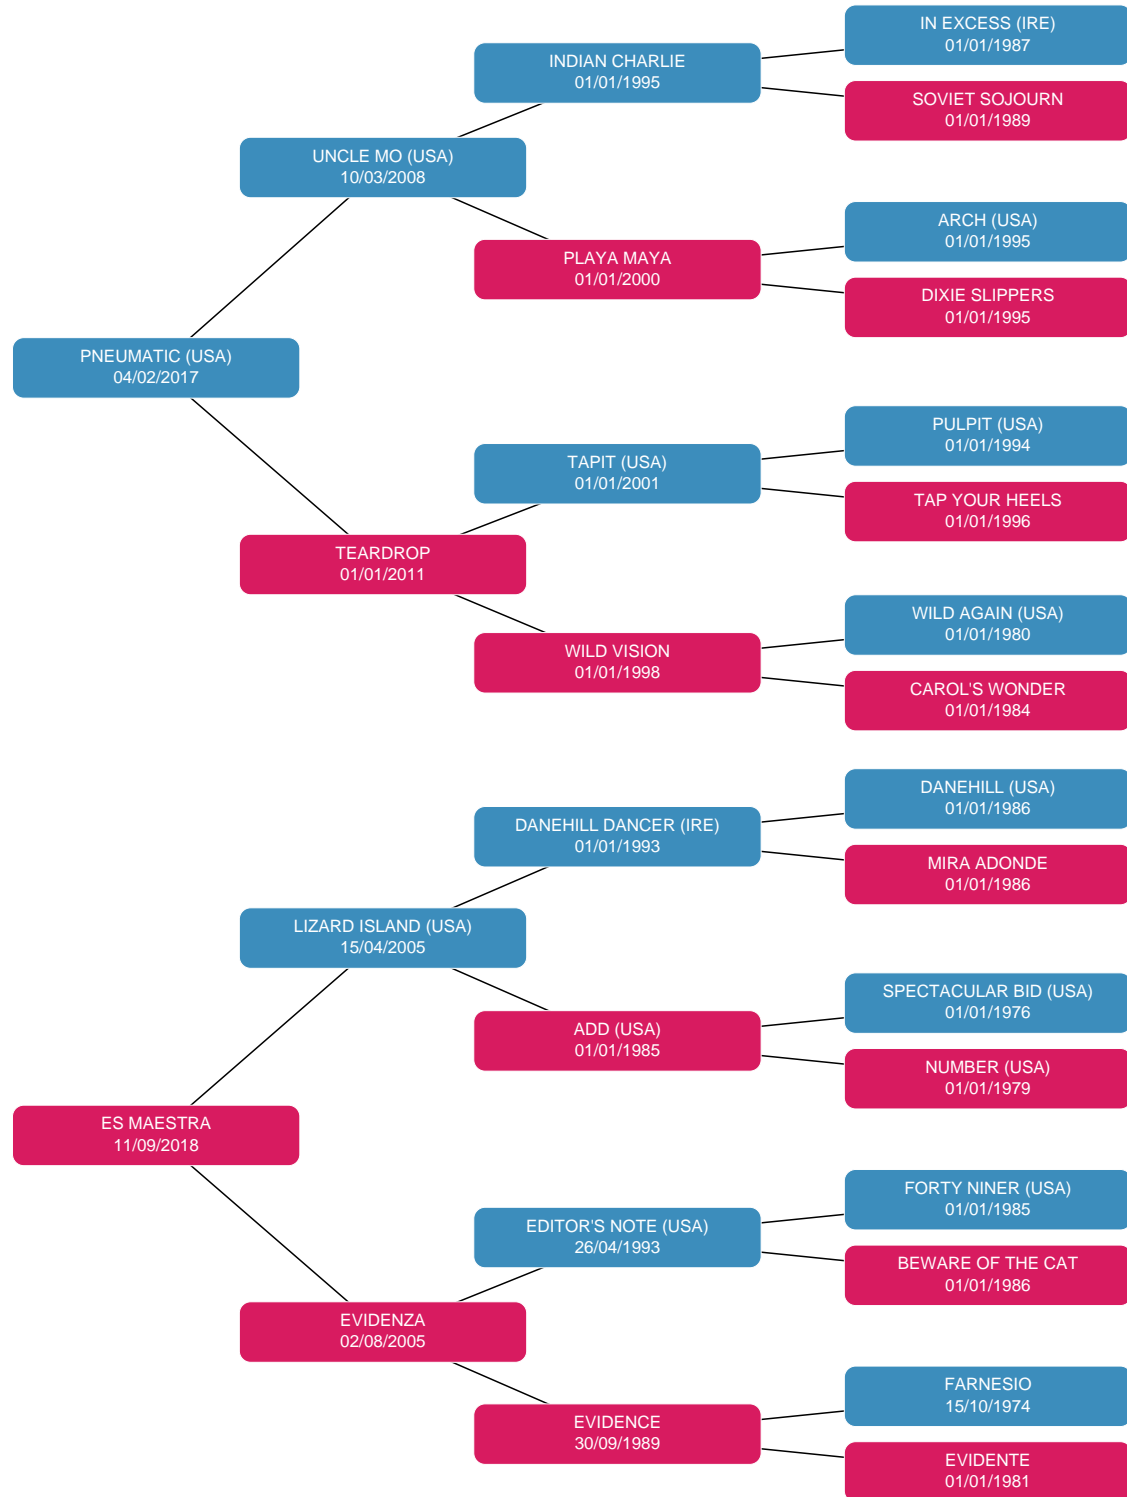 IN EXCESS (IRE)
01/01/1987
INDIAN CHARLIE
01/01/1995
SOVIET SOJOURN
01/01/1989
UNCLE MO (USA)
10/03/2008
ARCH (USA)
01/01/1995
PLAYA MAYA
01/01/2000
DIXIE SLIPPERS
01/01/1995
PNEUMATIC (USA)
04/02/2017
PULPIT (USA)
01/01/1994
TAPIT (USA)
01/01/2001
TAP YOUR HEELS
01/01/1996
TEARDROP
01/01/2011
WILD AGAIN (USA)
01/01/1980
WILD VISION
01/01/1998
CAROL'S WONDER
01/01/1984
DANEHILL (USA)
01/01/1986
DANEHILL DANCER (IRE)
01/01/1993
MIRA ADONDE
01/01/1986
LIZARD ISLAND (USA)
15/04/2005
SPECTACULAR BID (USA)
01/01/1976
ADD (USA)
01/01/1985
NUMBER (USA)
01/01/1979
ES MAESTRA
11/09/2018
FORTY NINER (USA)
01/01/1985
EDITOR'S NOTE (USA)
26/04/1993
BEWARE OF THE CAT
01/01/1986
EVIDENZA
02/08/2005
FARNESIO
15/10/1974
EVIDENCE
30/09/1989
EVIDENTE
01/01/1981